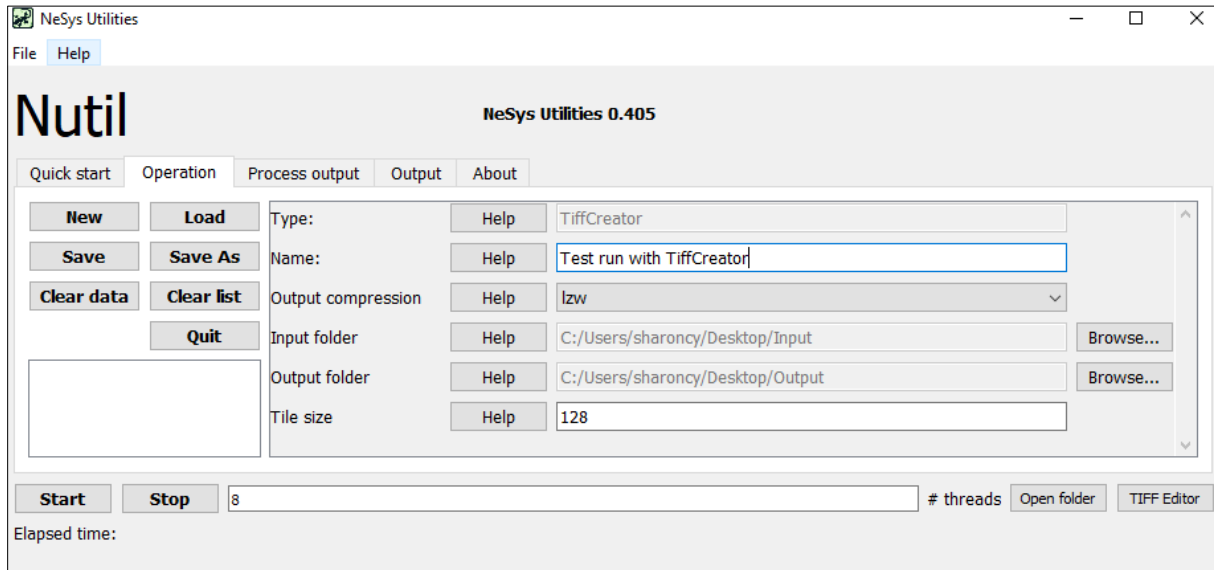 NeSys Utilities
File Help
Nutil
NeSys Utilities 0.405
Quick start Operation Process output Output About
New Load Type: Help TiffCreator
Save Save As Name: Help Test run with TiffCreator
Clear data Clear list Output compression Help lzw
Quit Input folder Help C:/Users/sharoncy/Desktop/Input Browse...
Output folder Help C:/Users/sharoncy/Desktop/Output Browse...
Tile size Help 128
Start Stop 8 # threads Open folder TIFF Editor
Elapsed time: